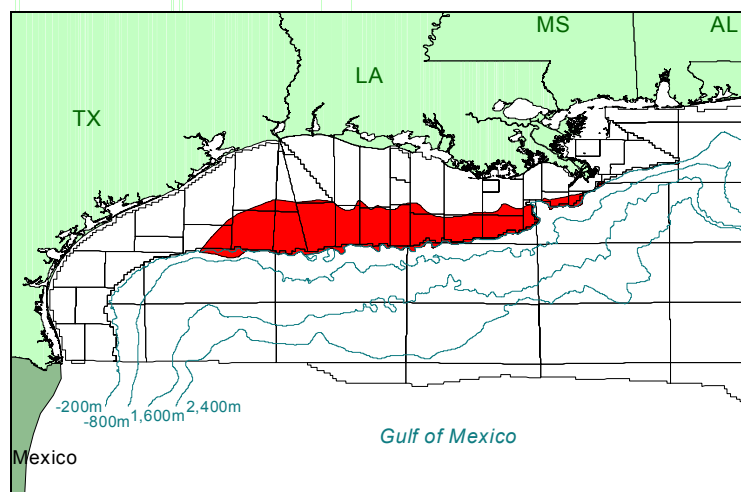 MS
AL
LA
TX
-200m
-800m
1,600m
2,400m
Gulf of Mexico
Mexico